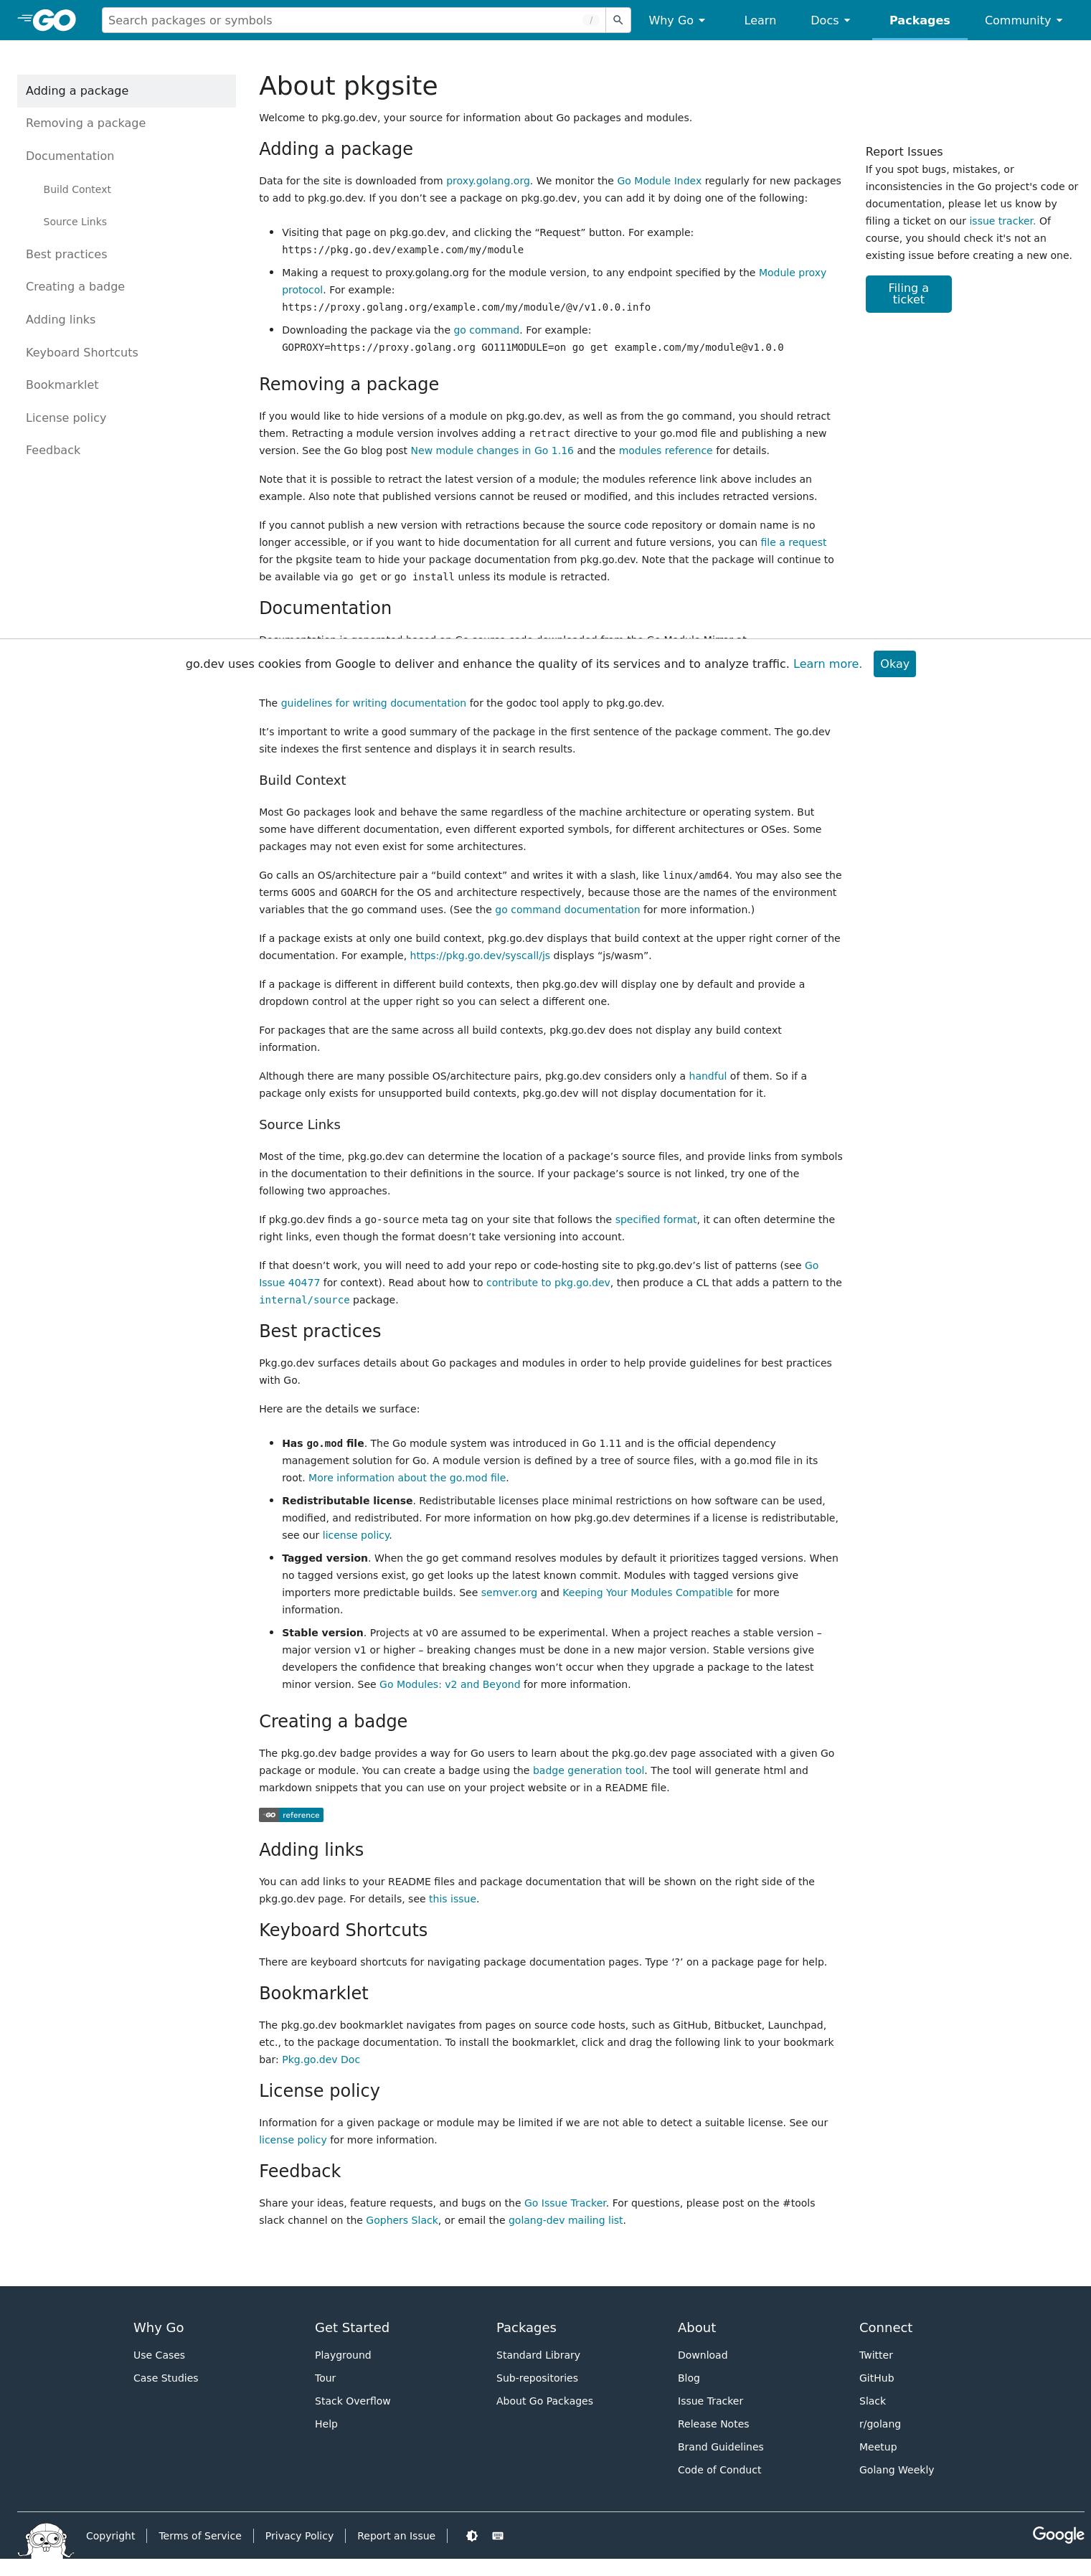 GO
Search packages or symbols
/
Why Go
Learn
Docs
Packages
Community
Adding a package
Removing a package
Documentation
Build Context
Source Links
Best practices
Creating a badge
Adding links
Keyboard Shortcuts
Bookmarklet
License policy
Feedback
About pkgsite
Welcome to pkg.go.dev, your source for information about Go packages and modules.
Adding a package
Data for the site is downloaded from proxy.golang.org. We monitor the Go Module Index regularly for new packages
to add to pkg.go.dev. If you don’t see a package on pkg.go.dev, you can add it by doing one of the following:
• Visiting that page on pkg.go.dev, and clicking the “Request” button. For example:
https://pkg.go.dev/example.com/my/module
• Making a request to proxy.golang.org for the module version, to any endpoint specified by the Module proxy
protocol. For example:
https://proxy.golang.org/example.com/my/module/@v/v1.0.0.info
• Downloading the package via the go command. For example:
GOPROXY=https://proxy.golang.org GO111MODULE=on go get example.com/my/module@v1.0.0
Removing a package
If you would like to hide versions of a module on pkg.go.dev, as well as from the go command, you should retract
them. Retracting a module version involves adding a retract directive to your go.mod file and publishing a new
version. See the Go blog post New module changes in Go 1.16 and the modules reference for details.
Note that it is possible to retract the latest version of a module; the modules reference link above includes an
example. Also note that published versions cannot be reused or modified, and this includes retracted versions.
If you cannot publish a new version with retractions because the source code repository or domain name is no
longer accessible, or if you want to hide documentation for all current and future versions, you can file a request
for the pkgsite team to hide your package documentation from pkg.go.dev. Note that the package will continue to
be available via go get or go install unless its module is retracted.
Documentation
Report Issues
If you spot bugs, mistakes, or
inconsistencies in the Go project's code or
documentation, please let us know by
filing a ticket on our issue tracker. Of
course, you should check it's not an
existing issue before creating a new one.
Filing a
ticket
go.dev uses cookies from Google to deliver and enhance the quality of its services and to analyze traffic. Learn more.
Okay
The guidelines for writing documentation for the godoc tool apply to pkg.go.dev.
It’s important to write a good summary of the package in the first sentence of the package comment. The go.dev
site indexes the first sentence and displays it in search results.
Build Context
Most Go packages look and behave the same regardless of the machine architecture or operating system. But
some have different documentation, even different exported symbols, for different architectures or OSes. Some
packages may not even exist for some architectures.
Go calls an OS/architecture pair a “build context” and writes it with a slash, like linux/amd64. You may also see the
terms GOOS and GOARCH for the OS and architecture respectively, because those are the names of the environment
variables that the go command uses. (See the go command documentation for more information.)
If a package exists at only one build context, pkg.go.dev displays that build context at the upper right corner of the
documentation. For example, https://pkg.go.dev/syscall/js displays “js/wasm”.
If a package is different in different build contexts, then pkg.go.dev will display one by default and provide a
dropdown control at the upper right so you can select a different one.
For packages that are the same across all build contexts, pkg.go.dev does not display any build context
information.
Although there are many possible OS/architecture pairs, pkg.go.dev considers only a handful of them. So if a
package only exists for unsupported build contexts, pkg.go.dev will not display documentation for it.
Source Links
Most of the time, pkg.go.dev can determine the location of a package’s source files, and provide links from symbols
in the documentation to their definitions in the source. If your package’s source is not linked, try one of the
following two approaches.
If pkg.go.dev finds a go-source meta tag on your site that follows the specified format, it can often determine the
right links, even though the format doesn’t take versioning into account.
If that doesn’t work, you will need to add your repo or code-hosting site to pkg.go.dev’s list of patterns (see Go
Issue 40477 for context). Read about how to contribute to pkg.go.dev, then produce a CL that adds a pattern to the
internal/source package.
Best practices
Pkg.go.dev surfaces details about Go packages and modules in order to help provide guidelines for best practices
with Go.
Here are the details we surface:
• Has go.mod file. The Go module system was introduced in Go 1.11 and is the official dependency
management solution for Go. A module version is defined by a tree of source files, with a go.mod file in its
root. More information about the go.mod file.
• Redistributable license. Redistributable licenses place minimal restrictions on how software can be used,
modified, and redistributed. For more information on how pkg.go.dev determines if a license is redistributable,
see our license policy.
• Tagged version. When the go get command resolves modules by default it prioritizes tagged versions. When
no tagged versions exist, go get looks up the latest known commit. Modules with tagged versions give
importers more predictable builds. See semver.org and Keeping Your Modules Compatible for more
information.
• Stable version. Projects at v0 are assumed to be experimental. When a project reaches a stable version –
major version v1 or higher – breaking changes must be done in a new major version. Stable versions give
developers the confidence that breaking changes won’t occur when they upgrade a package to the latest
minor version. See Go Modules: v2 and Beyond for more information.
Creating a badge
The pkg.go.dev badge provides a way for Go users to learn about the pkg.go.dev page associated with a given Go
package or module. You can create a badge using the badge generation tool. The tool will generate html and
markdown snippets that you can use on your project website or in a README file.
GO reference
Adding links
You can add links to your README files and package documentation that will be shown on the right side of the
pkg.go.dev page. For details, see this issue.
Keyboard Shortcuts
There are keyboard shortcuts for navigating package documentation pages. Type ‘?’ on a package page for help.
Bookmarklet
The pkg.go.dev bookmarklet navigates from pages on source code hosts, such as GitHub, Bitbucket, Launchpad,
etc., to the package documentation. To install the bookmarklet, click and drag the following link to your bookmark
bar: Pkg.go.dev Doc
License policy
Information for a given package or module may be limited if we are not able to detect a suitable license. See our
license policy for more information.
Feedback
Share your ideas, feature requests, and bugs on the Go Issue Tracker. For questions, please post on the #tools
slack channel on the Gophers Slack, or email the golang-dev mailing list.
Why Go
Use Cases
Case Studies
Get Started
Playground
Tour
Stack Overflow
Help
Packages
Standard Library
Sub-repositories
About Go Packages
About
Download
Blog
Issue Tracker
Release Notes
Brand Guidelines
Code of Conduct
Connect
Twitter
GitHub
Slack
r/golang
Meetup
Golang Weekly
Copyright
Terms of Service
Privacy Policy
Report an Issue
Google